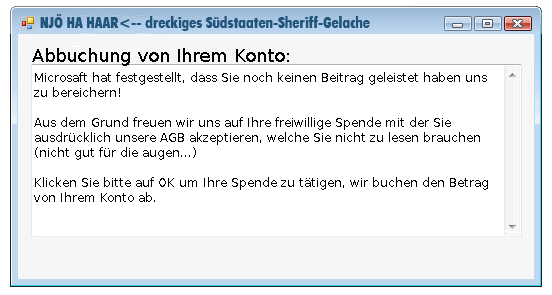 NJÖ HA HAAR<-- dreckiges Südstaaten-Sheriff-Gelache
Abbuchung von Ihrem Konto:
Microsaft hat festgestellt, dass Sie noch keinen Beitrag geleistet haben uns
zu bereichern!
Aus dem Grund freuen wir uns auf Ihre freiwillige Spende mit der Sie
ausdrücklich unsere AGB akzeptieren, welche Sie nicht zu lesen brauchen
(nicht gut für die augen...)
Klicken Sie bitte auf OK um Ihre Spende zu tätigen, wir buchen den Betrag
von Ihrem Konto ab.